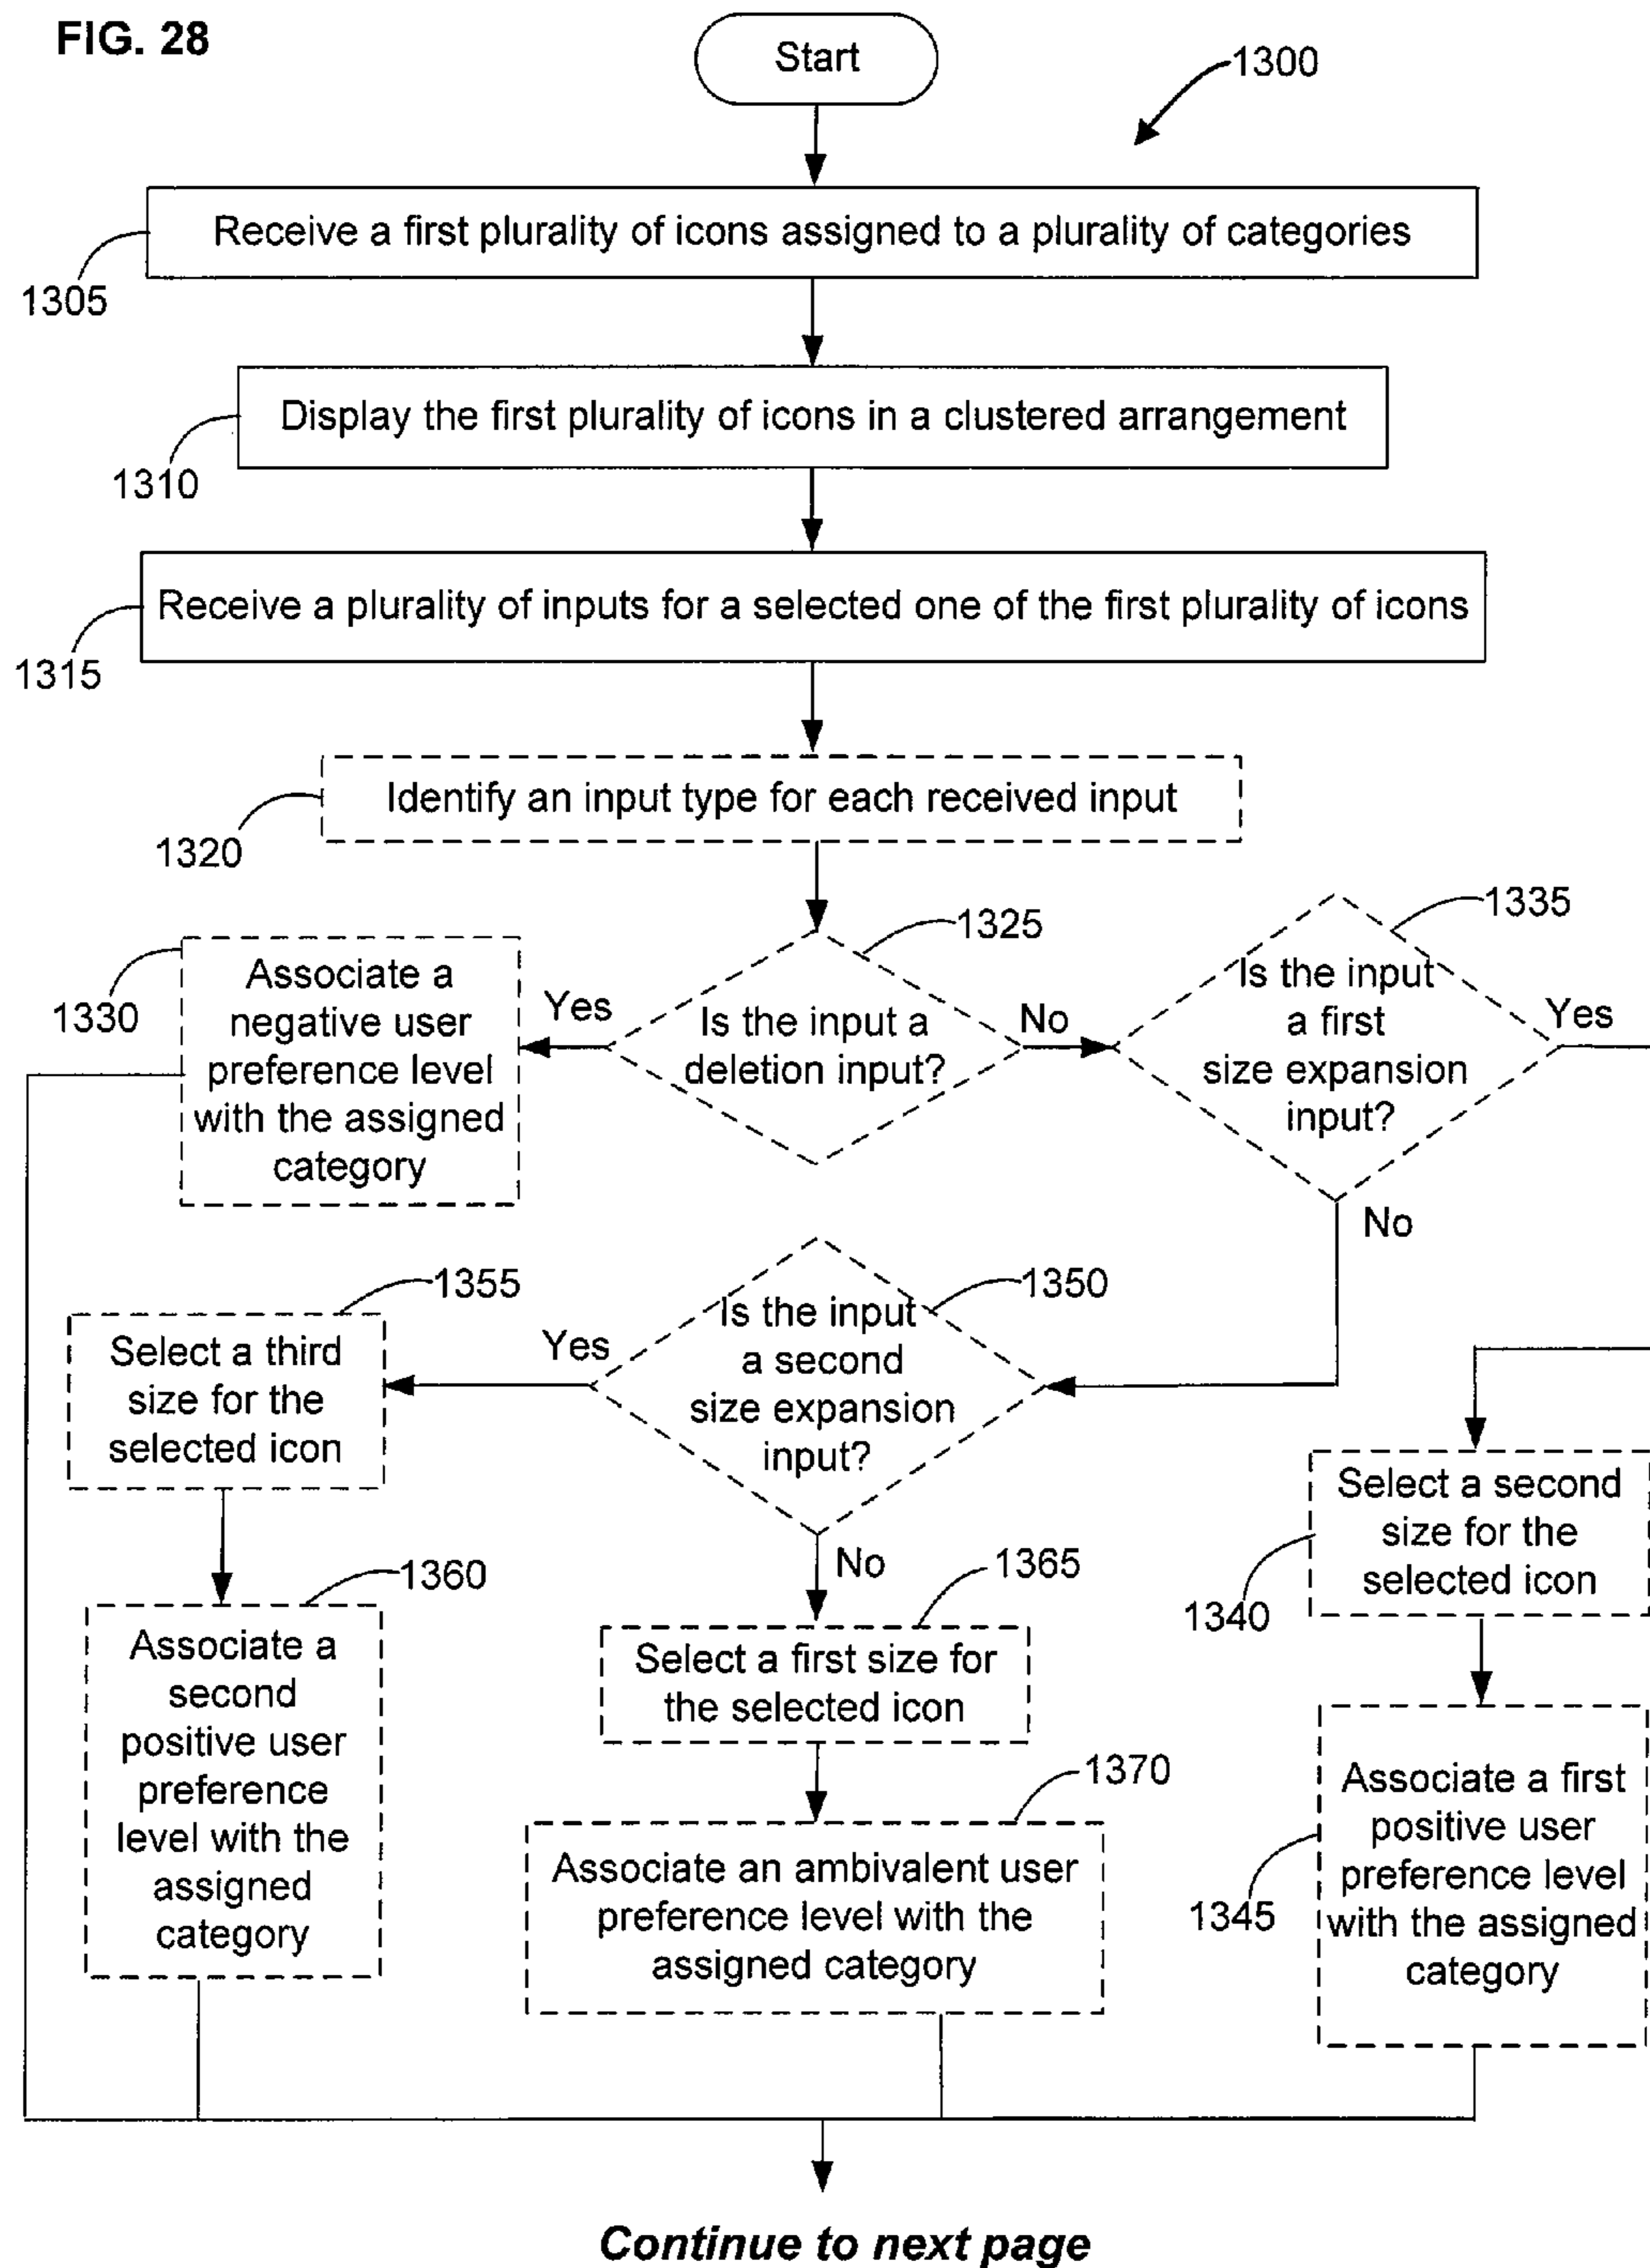 FIG. 28
Start
1300
Receive a first plurality of icons assigned to a plurality of categories
1305
Display the first plurality of icons in a clustered arrangement
1310
Receive a plurality of inputs for a selected one of the first plurality of icons
1315
Identify an input type for each received input
1320
1325
1335
1330
Associate a
negative user
preference level
with the assigned
category
Yes
Is the input a
deletion input?
No
Is the input
a first
size expansion
input?
Yes
No
1355
1350
Select a third
size for the
selected icon
Yes
Is the input
a second
size expansion
input?
No
Select a second
size for the
selected icon
1340
1360
1365
Associate a
second
positive user
preference
level with the
assigned
category
Select a first size for
the selected icon
1370
Associate an ambivalent user
preference level with the
assigned category
Associate a first
positive user
preference level
with the assigned
category
1345
Continue to next page